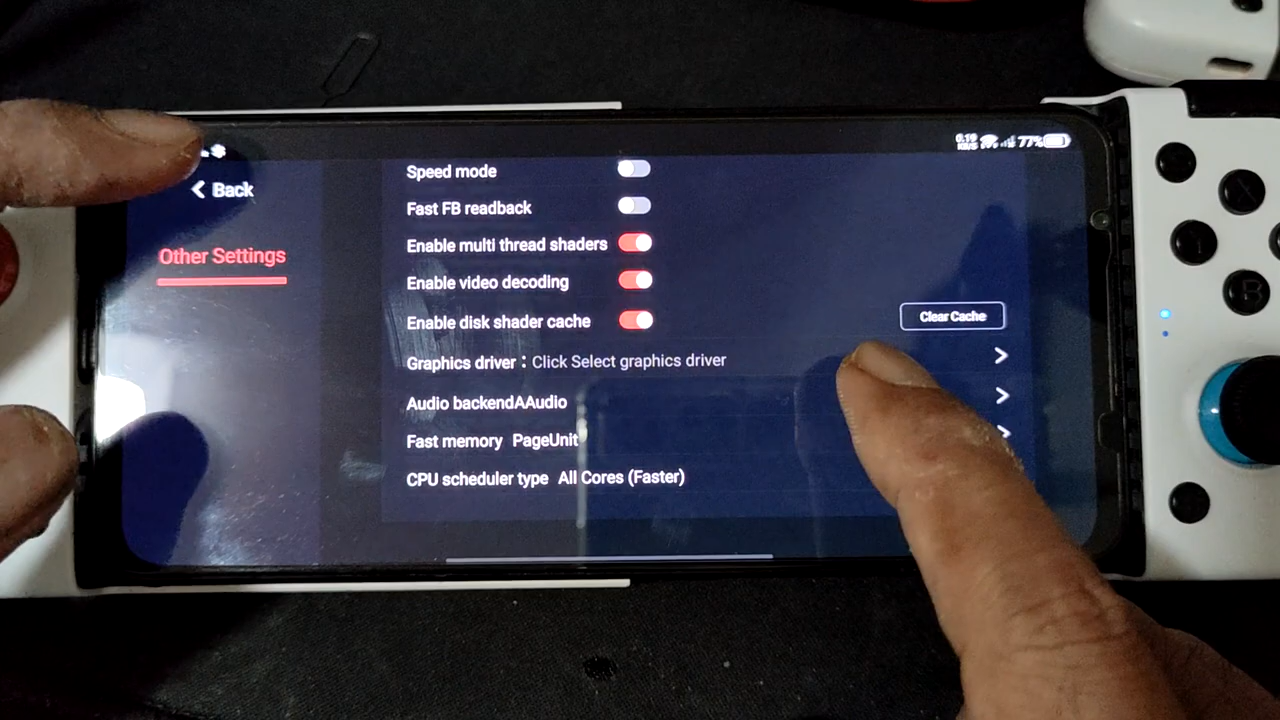 77%
Back
Other Settings
Speed mode
Fast FB readback
Enable multi thread shaders
Enable video decoding
Enable disk shader cache
Clear Cache
Graphics driver : Click Select graphics driver
Audio backendAAudio
Fast memory PageUnit
CPU scheduler type All Cores (Faster)
B